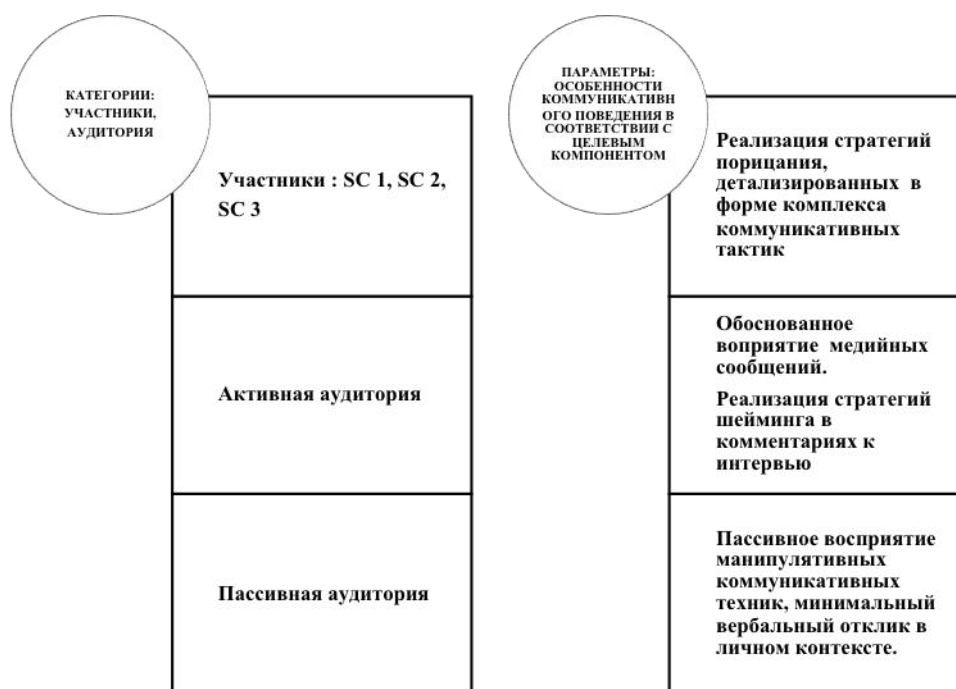 КАТЕГОРИИ:
УЧАСТНИКИ,
АУДИТОРИЯ
Участники : SC 1, SC 2,
SC 3
Активная аудитория
Пассивная аудитория
ПАРАМЕТРЫ:
ОСОБЕННОСТИ
КОММУНИКАТИВН
ОГО ПОВЕДЕНИЯ В
СООТВЕТСТВИИ С
ЦЕЛЕВЫМ
КОМПОНЕНТОМ
Реализация стратегий
порицания,
детализированных в
форме комплекса
коммуникативных
тактик
Обоснованное
воприятие медийных
сообщений.
Реализация стратегий
шейминга в
комментариях к
интервью
Пассивное восприятие
манипулятивных
коммуникативных
техник, минимальный
вербальный отклик в
личном контексте.